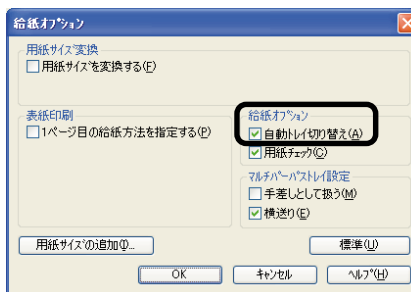 給紙オプション
用紙サイズ変換
用紙サイズを変換する(F)
表紙印刷
1ページ目の給紙方法を指定する(P)
給紙オプション
自動トレイ切り替え(A)
用紙チェック(C)
マルチパーパストレイ設定
手差しとして扱う(M)
横送り(E)
用紙サイズの追加(I)...
標準(U)
OK
キャンセル
ヘルプ(H)